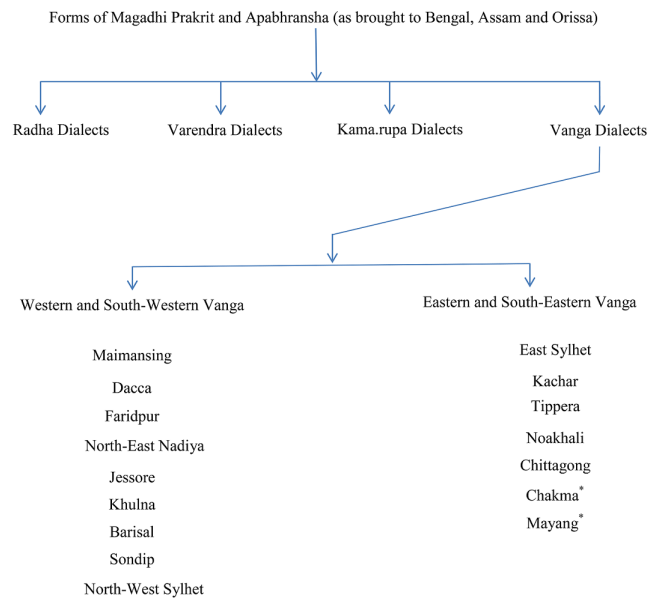 Forms of Magadhi Prakrit and Apabhransha (as brought to Bengal, Assam and Orissa)
Radha Dialects
Varendra Dialects
Kama.rupa Dialects
Vanga Dialects
Western and South-Western Vanga
Maimansing
Dacca
Faridpur
North-East Nadiya
Jessore
Khulna
Barisal
Sondip
North-West Sylhet
Eastern and South-Eastern Vanga
East Sylhet
Kachar
Tippera
Noakhali
Chittagong
Chakma*
Mayang*